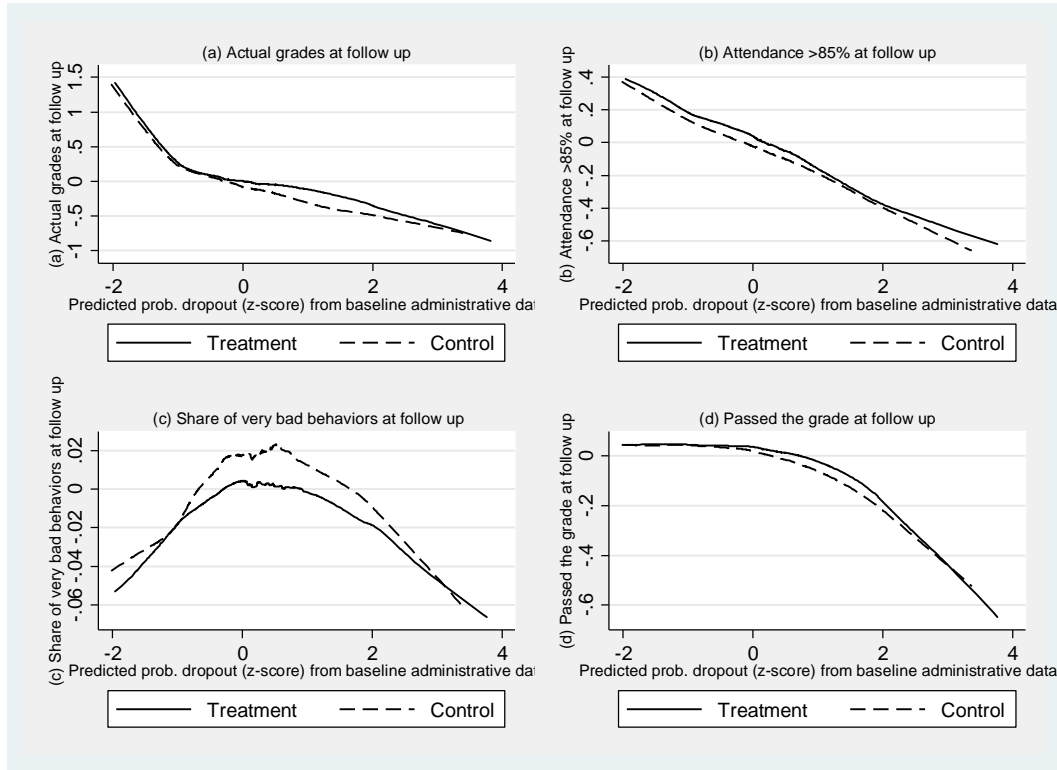 (a) Actual grades at follow up
(a) Actual grades at follow up
1.5
1
.5
0
-.5
-1
-2 0 2 4
Predicted prob. dropout (z-score) from baseline administrative dat
Treatment Control
(b) Attendance >85% at follow up
(b) Attendance >85% at follow up
.4
.2
0
-.2
-.4
-.6
-2 0 2 4
Predicted prob. dropout (z-score) from baseline administrative data
Treatment Control
(c) Share of very bad behaviors at follow up
(c) Share of very bad behaviors at follow up
.02
0
-.02
-.04
-.06
-2 0 2 4
Predicted prob. dropout (z-score) from baseline administrative dat
Treatment Control
(d) Passed the grade at follow up
(d) Passed the grade at follow up
0
-.2
-.4
-.6
-2 0 2 4
Predicted prob. dropout (z-score) from baseline administrative data
Treatment Control